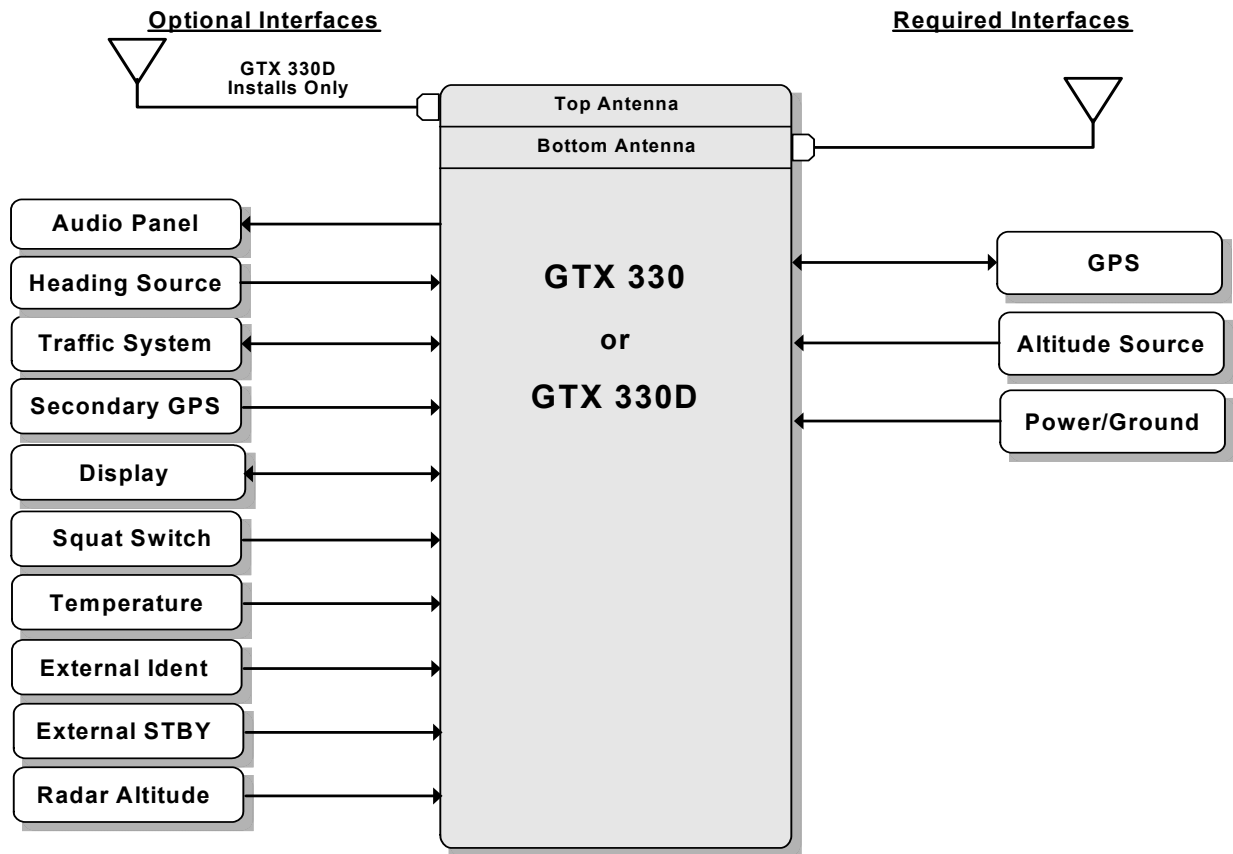 Optional Interfaces
Required Interfaces
GTX 330D
Installs Only
Top Antenna
Bottom Antenna
Audio Panel
Heading Source
Traffic System
Secondary GPS
Display
Squat Switch
Temperature
External Ident
External STBY
Radar Altitude
GTX 330
or
GTX 330D
GPS
Altitude Source
Power/Ground